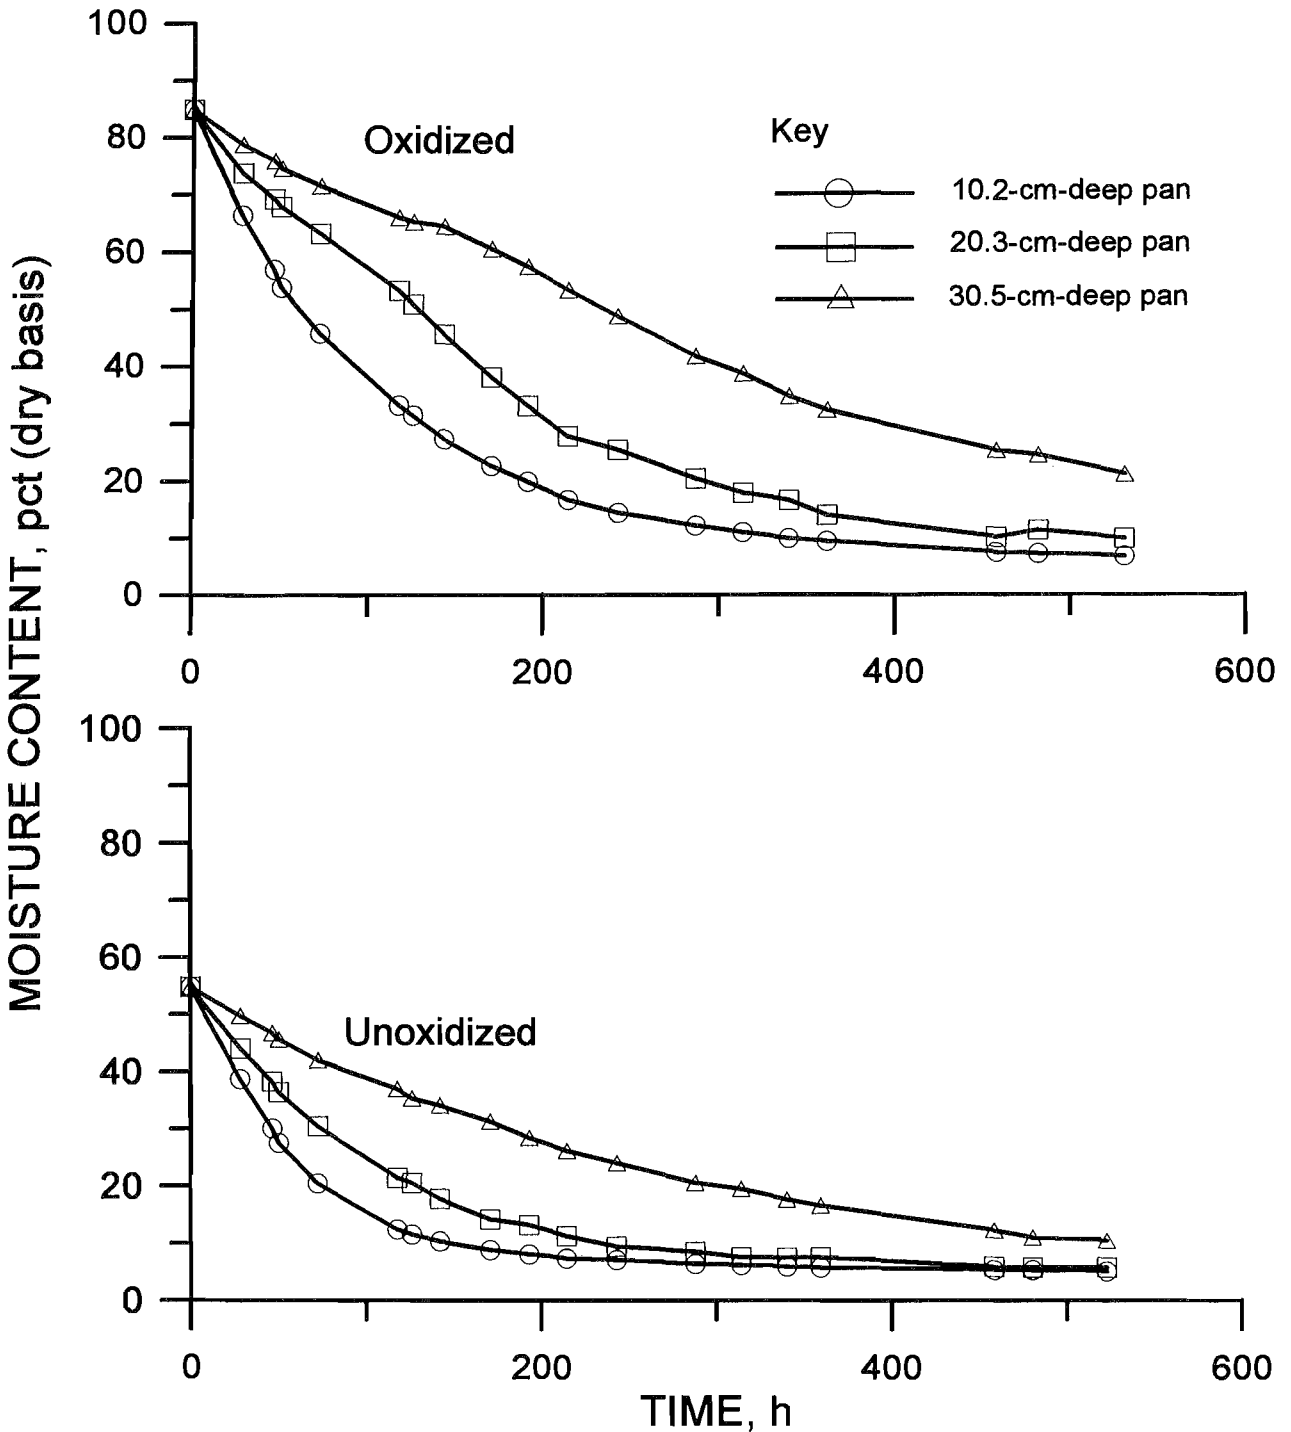 100
80
60
40
20
0
Oxidized
Key
10.2-cm-deep pan
20.3-cm-deep pan
30.5-cm-deep pan
0 200 400 600
MOISTURE CONTENT, pct (dry basis)
100
80
60
40
20
0
Unoxidized
0 200 400 600
TIME, h